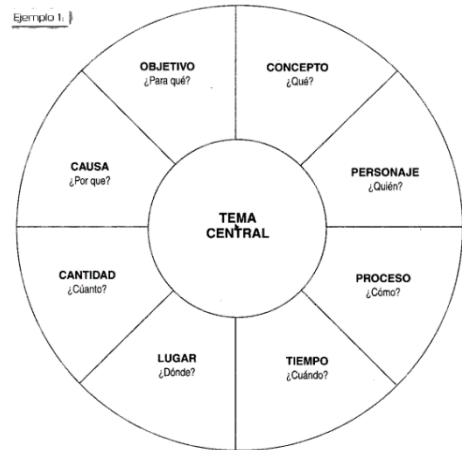 Ejemplo 1:
OBJETIVO
¿Para qué?
CONCEPTO
¿Qué?
CAUSA
¿Por que?
PERSONAJE
¿Quién?
TEMA
CENTRAL
CANTIDAD
¿Cúanto?
PROCESO
¿Cómo?
LUGAR
¿Dónde?
TIEMPO
¿Cuándo?